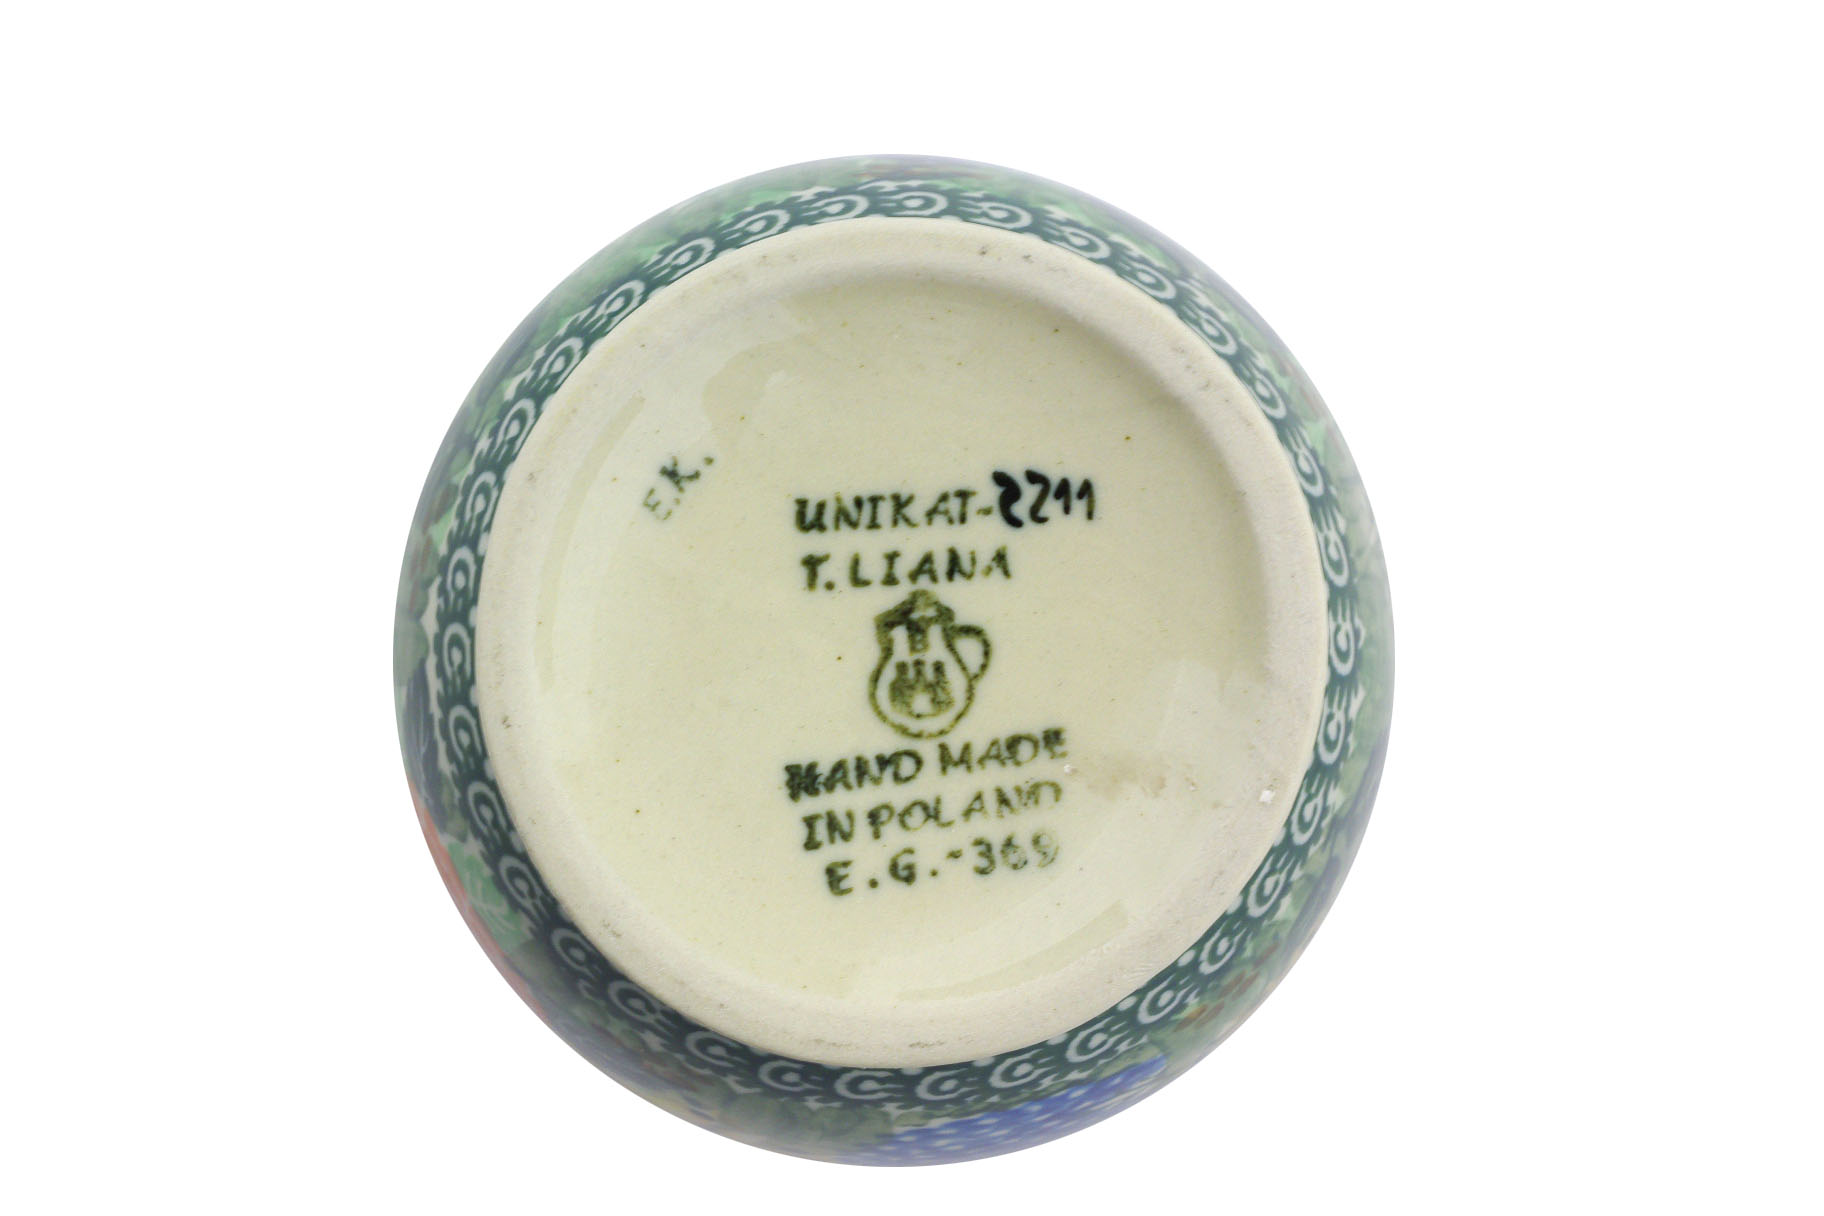 E.K.
UNIKAT-2211
T. LIANA
B
HAND MADE
IN POLAND
E.G.-369